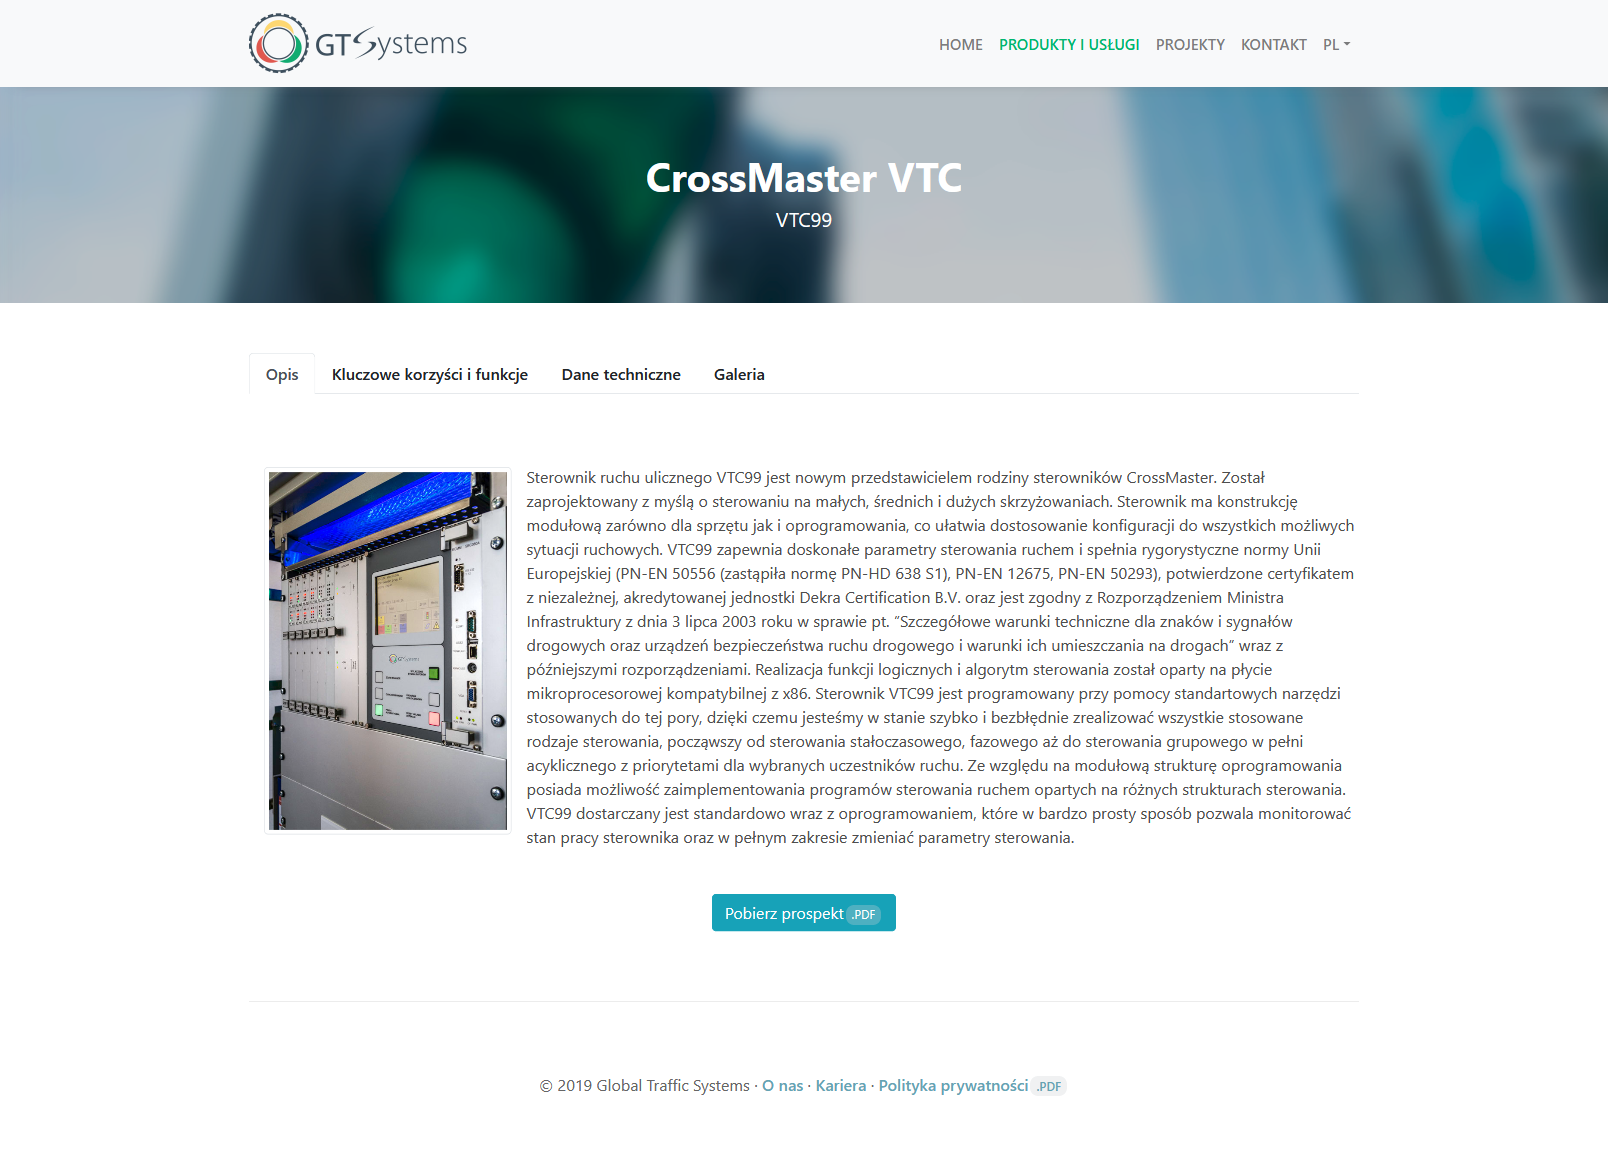 GTSystems
HOME PRODUKTY I USŁUGI PROJEKTY KONTAKT PL
CrossMaster VTC
VTC99
Opis Kluczowe korzyści i funkcje Dane techniczne Galeria
Sterownik ruchu ulicznego VTC99 jest nowym przedstawicielem rodziny sterowników CrossMaster. Został
zaprojektowany z myślą o sterowaniu na małych, średnich i dużych skrzyżowaniach. Sterownik ma konstrukcję
modułową zarówno dla sprzętu jak i oprogramowania, co ułatwia dostosowanie konfiguracji do wszystkich możliwych
sytuacji ruchowych. VTC99 zapewnia doskonałe parametry sterowania ruchem i spełnia rygorystyczne normy Unii
Europejskiej (PN-EN 50556 (zastąpiła normę PN-HD 638 S1), PN-EN 12675, PN-EN 50293), potwierdzone certyfikatem
z niezależnej, akredytowanej jednostki Dekra Certification B.V. oraz jest zgodny z Rozporządzeniem Ministra
Infrastruktury z dnia 3 lipca 2003 roku w sprawie pt. “Szczegółowe warunki techniczne dla znaków i sygnałów
drogowych oraz urządzeń bezpieczeństwa ruchu drogowego i warunki ich umieszczania na drogach” wraz z
późniejszymi rozporządzeniami. Realizacja funkcji logicznych i algorytm sterowania został oparty na płycie
mikroprocesorowej kompatybilnej z x86. Sterownik VTC99 jest programowany przy pomocy standartowych narzędzi
stosowanych do tej pory, dzięki czemu jesteśmy w stanie szybko i bezbłędnie zrealizować wszystkie stosowane
rodzaje sterowania, począwszy od sterowania stałoczasowego, fazowego aż do sterowania grupowego w pełni
acyklicznego z priorytetami dla wybranych uczestników ruchu. Ze względu na modułową strukturę oprogramowania
posiada możliwość zaimplementowania programów sterowania ruchem opartych na różnych strukturach sterowania.
VTC99 dostarczany jest standardowo wraz z oprogramowaniem, które w bardzo prosty sposób pozwala monitorować
stan pracy sterownika oraz w pełnym zakresie zmieniać parametry sterowania.
GTSystems
Pobierz prospekt .PDF
© 2019 Global Traffic Systems · O nas · Kariera · Polityka prywatności .PDF